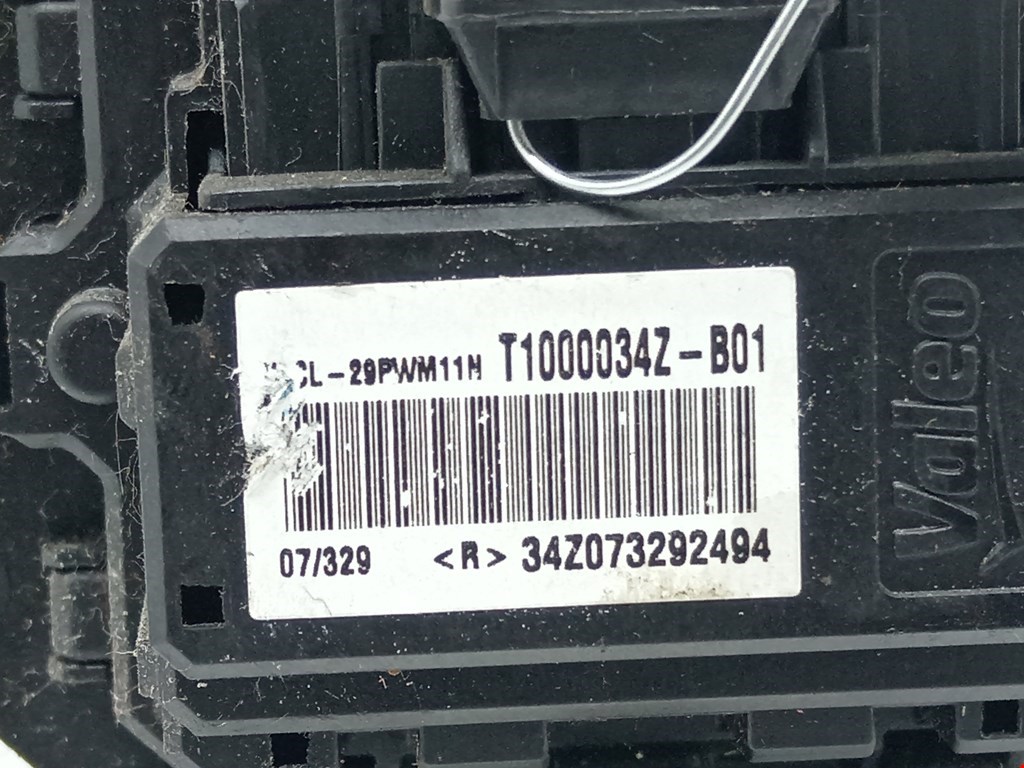 CL-29PWM11H T1000034Z-B01
07/329 <R> 34Z073292494
Valeo